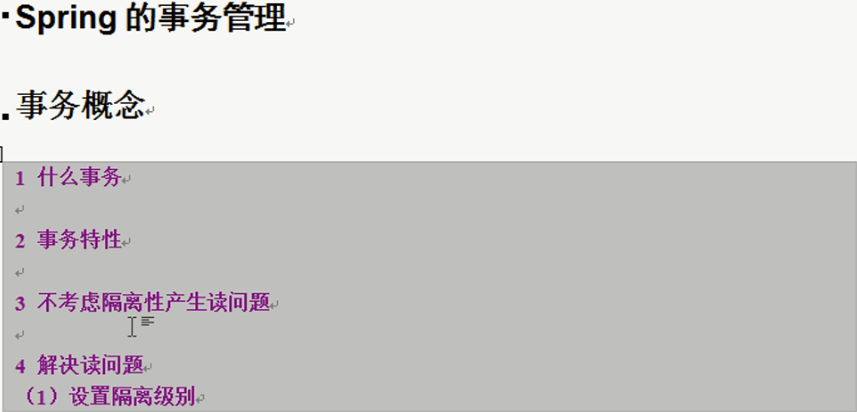 Spring 的事务管理
事务概念
1 什么事务
2 事务特性
3 不考虑隔离性产生读问题
4 解决读问题
（1）设置隔离级别